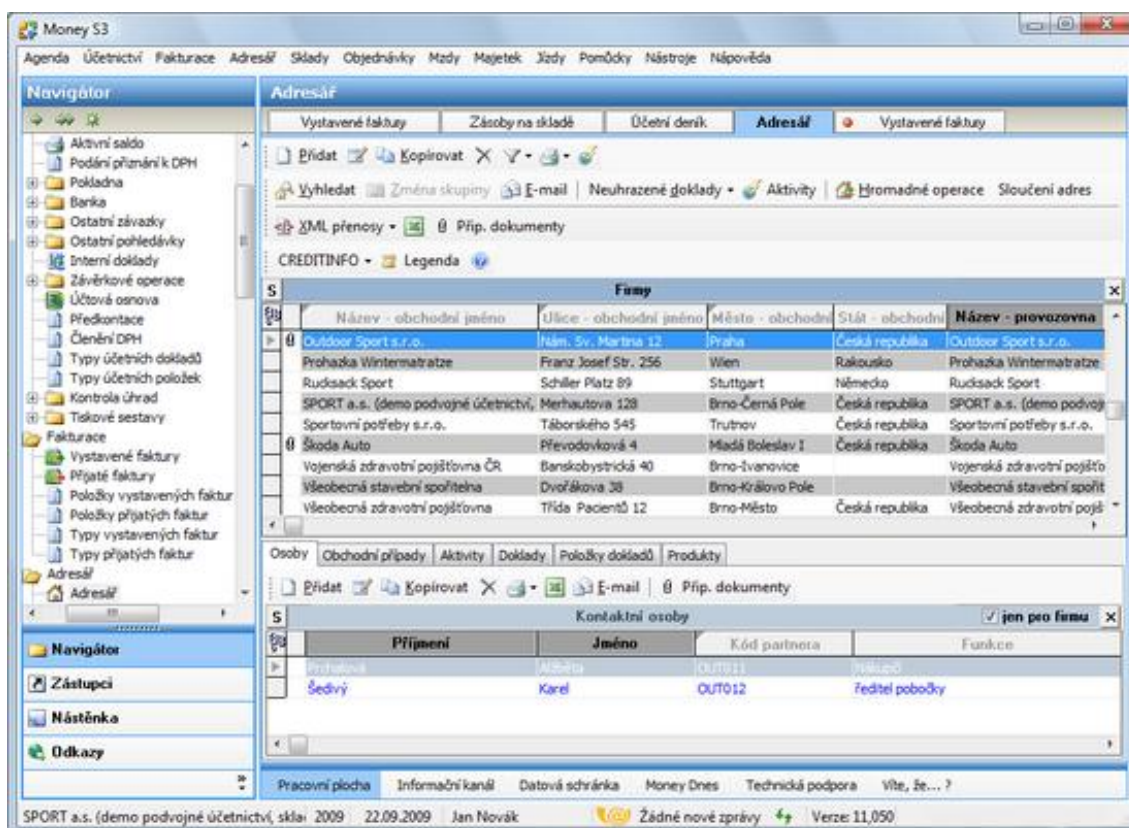 Money S3
Agenda Účetnictví Fakturace Adresář Sklady Objednávky Mzdy Majetek Jízdy Pomůcky Nástroje Nápověda
Navigátor
Aktivní saldo
Podání přiznání k DPH
Pokladna
Banka
Ostatní závazky
Ostatní pohledávky
Interní doklady
Závěrkové operace
Účtová osnova
Předkontace
Členění DPH
Typy účetních dokladů
Typy účetních položek
Kontrola úhrad
Tiskové sestavy
Fakturace
Vystavené faktury
Přijaté faktury
Položky vystavených faktur
Položky přijatých faktur
Typy vystavených faktur
Typy přijatých faktur
Adresář
Adresář
Navigátor
Zástupci
Nástěnka
Odkazy
Adresář
Vystavené faktury Zásoby na skladě Účetní deník Adresář Vystavené faktury
Přidat Kopírovat
Vyhledat Změna skupiny E-mail Neuhrazené doklady Aktivity Hromadné operace Sloučení adres
XML přenosy Přip. dokumenty
CREDITINFO Legenda
S Firmy
Název - obchodní jméno Ulice - obchodní jméno Město - obchodní Stát - obchodní Název - provozovna
Outdoor Sport s.r.o. Nám. Sv. Martina 12 Praha Česká republika Outdoor Sport s.r.o.
Prohazka Wintermatratze Franz Josef Str. 256 Wien Rakousko Prohazka Wintermatratze
Rucksack Sport Schiller Platz 89 Stuttgart Německo Rucksack Sport
SPORT a.s. (demo podvojné účetnictví, Merhautova 128 Brno-Černá Pole Česká republika SPORT a.s. (demo podvoj
Sportovní potřeby s.r.o. Táborského 545 Trutnov Česká republika Sportovní potřeby s.r.o.
Škoda Auto Převodovková 4 Mladá Boleslav I Česká republika Škoda Auto
Vojenská zdravotní pojišťovna ČR Banskobystrická 40 Brno-Ivanovice Vojenská zdravotní pojišťo
Všeobecná stavební spořitelna Dvořákova 38 Brno-Královo Pole Všeobecná stavební spořit
Všeobecná zdravotní pojišťovna Třída Pacientů 12 Brno-Město Česká republika Všeobecná zdravotní pojiš
Osoby Obchodní případy Aktivity Doklady Položky dokladů Produkty
Přidat Kopírovat E-mail Přip. dokumenty
S Kontaktní osoby jen pro firmu
Příjmení Jméno Kód partnera Funkce
Alžběta OUT011
Šedivý Karel OUT012 ředitel pobočky
Pracovní plocha Informační kanál Datová schránka Money Dnes Technická podpora Víte, že... ?
SPORT a.s. (demo podvojné účetnictví, skla 2009 22.09.2009 Jan Novák Žádné nové zprávy Verze: 11,050